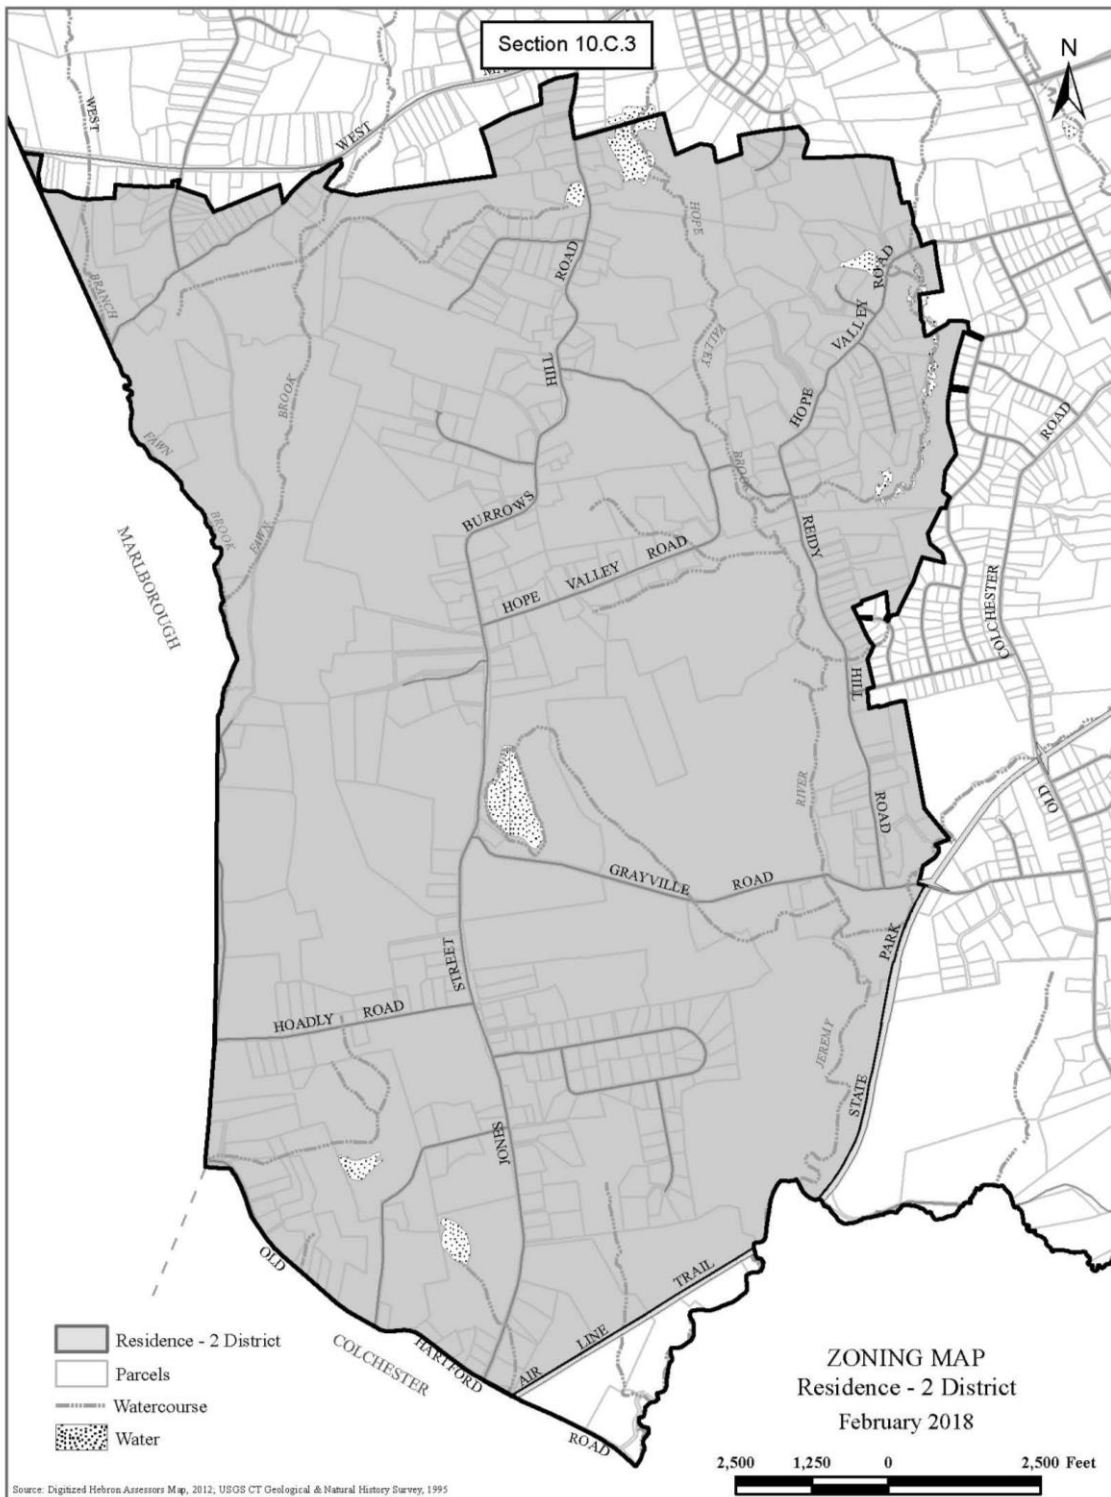 Section 10.C.3
N
WEST
WEST
HOPE
ROAD
ROAD
BRANCH
VALLEY
VALLEY
HILL
BROOK
HOPE
ROAD
FAWN
BROOK
BURROWS
BROOK
FAWN
REIDY
MARLBOROUGH
HOPE VALLEY ROAD
COLCHESTER
HILL
RIVER
ROAD
OLD
GRAYVILLE ROAD
PARK
STREET
HOADLY ROAD
JEREMY
STATE
JONES
OLD
AIR LINE TRAIL
HARTFORD
COLCHESTER
ROAD
Residence - 2 District
Parcels
Watercourse
Water
ZONING MAP
Residence - 2 District
February 2018
2,500 1,250 0 2,500 Feet
Source: Digitized Hebron Assessors Map, 2012; USGS CT Geological & Natural History Survey, 1995